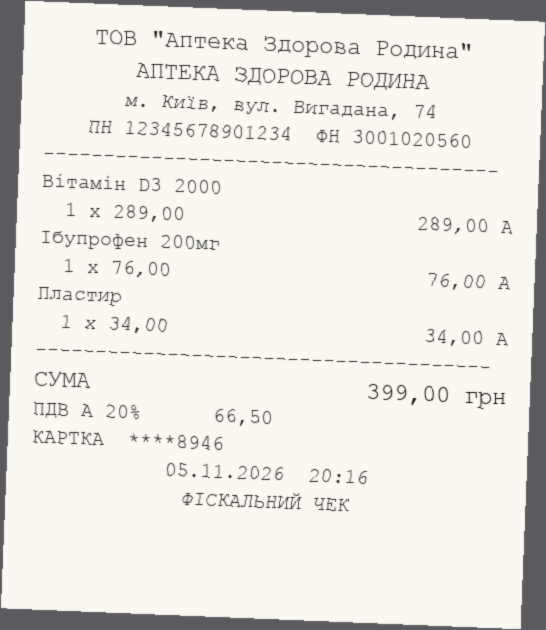 ТОВ "Аптека Здорова Родина"
АПТЕКА ЗДОРОВА РОДИНА
м. Київ, вул. Вигадана, 74
ПН 12345678901234 ФН 3001020560
--------------------------------------
Вітамін D3 2000
1 x 289,00 289,00 А
Ібупрофен 200мг
1 x 76,00 76,00 А
Пластир
1 x 34,00 34,00 А
--------------------------------------
СУМА 399,00 грн
ПДВ А 20% 66,50
КАРТКА ****8946
05.11.2026 20:16
ФІСКАЛЬНИЙ ЧЕК